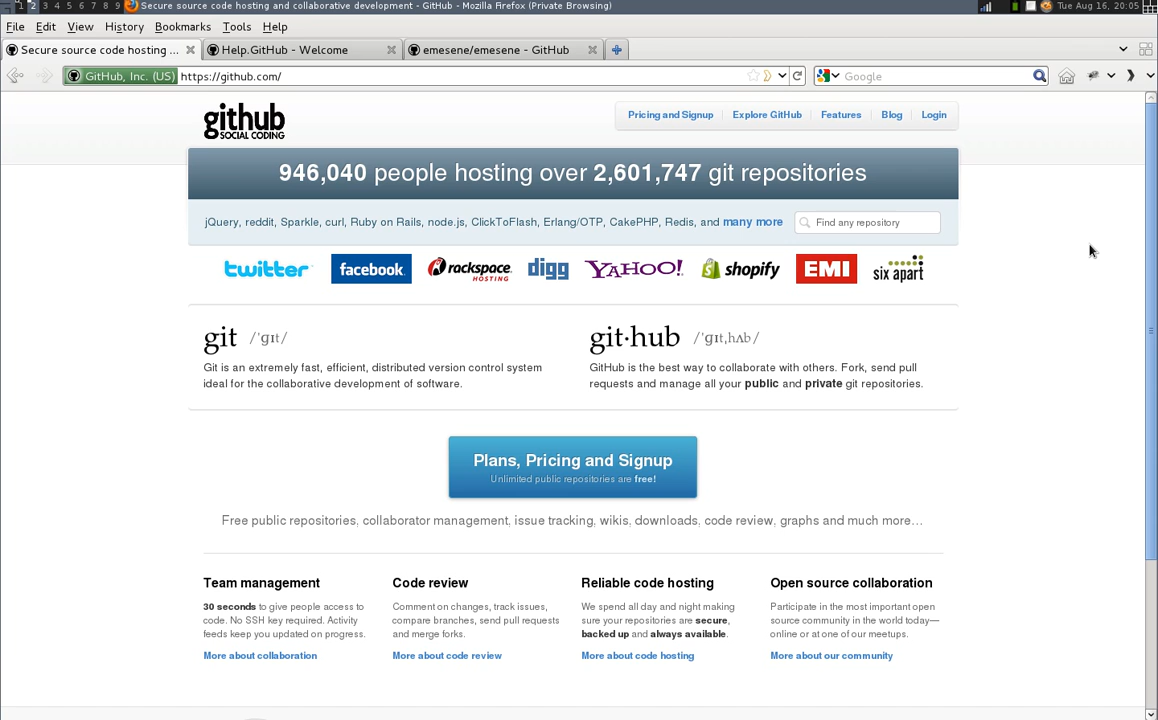 1 2 3 4 5 6 7 8 9 Secure source code hosting and collaborative development - GitHub - Mozilla Firefox (Private Browsing) Tue Aug 16, 20:05
File Edit View History Bookmarks Tools Help
Secure source code hosting ... Help.GitHub - Welcome emesene/emesene - GitHub
GitHub, Inc. (US) https://github.com/ Google
github
SOCIAL CODING
Pricing and Signup Explore GitHub Features Blog Login
946,040 people hosting over 2,601,747 git repositories
jQuery, reddit, Sparkle, curl, Ruby on Rails, node.js, ClickToFlash, Erlang/OTP, CakePHP, Redis, and many more Find any repository
twitter facebook rackspace HOSTING digg YAHOO! shopify EMI six apart
git /ˈɡɪt/
Git is an extremely fast, efficient, distributed version control system
ideal for the collaborative development of software.
git·hub /ˈɡɪt,hʌb/
GitHub is the best way to collaborate with others. Fork, send pull
requests and manage all your public and private git repositories.
Plans, Pricing and Signup
Unlimited public repositories are free!
Free public repositories, collaborator management, issue tracking, wikis, downloads, code review, graphs and much more...
Team management
30 seconds to give people access to
code. No SSH key required. Activity
feeds keep you updated on progress.
More about collaboration
Code review
Comment on changes, track issues,
compare branches, send pull requests
and merge forks.
More about code review
Reliable code hosting
We spend all day and night making
sure your repositories are secure,
backed up and always available.
More about code hosting
Open source collaboration
Participate in the most important open
source community in the world today—
online or at one of our meetups.
More about our community